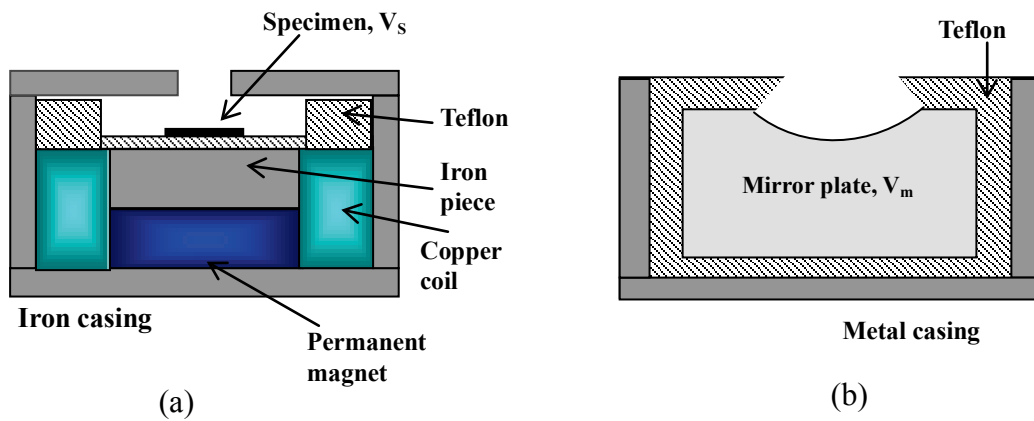 Specimen, V_S
Teflon
Iron
piece
Copper
coil
Iron casing
Permanent
magnet
(a)
Teflon
Mirror plate, V_m
Metal casing
(b)